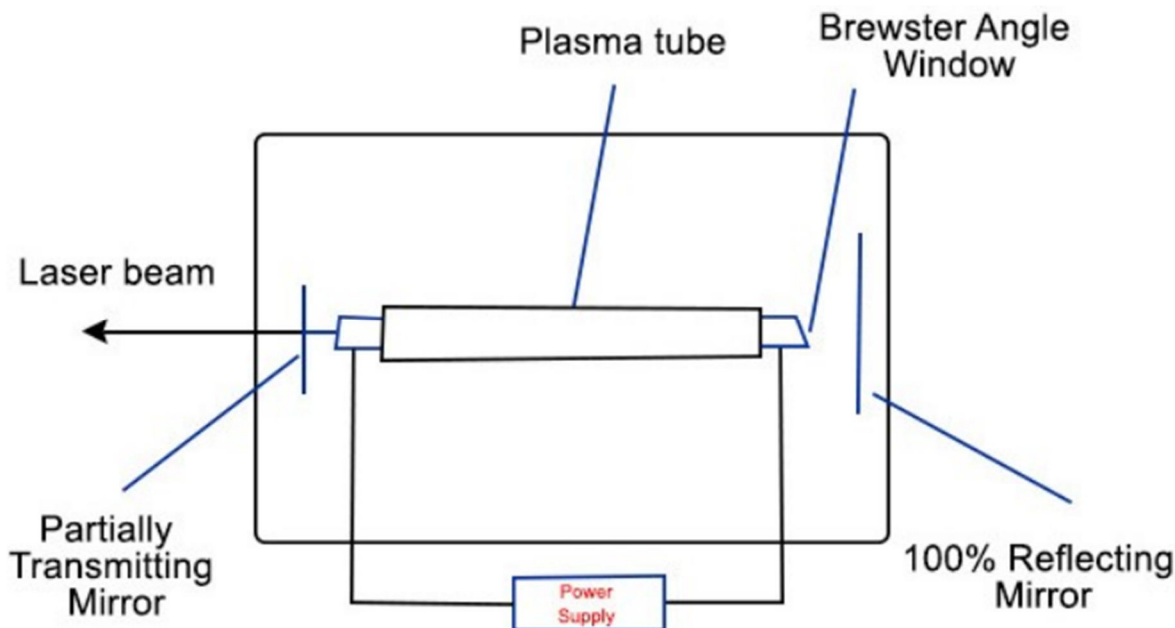 Plasma tube
Brewster Angle
Window
Laser beam
Partially
Transmitting
Mirror
100% Reflecting
Mirror
Power
Supply